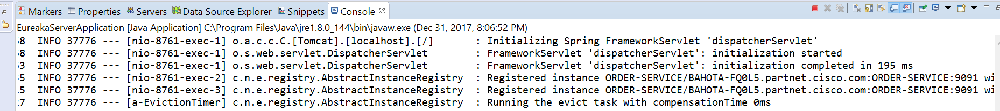 Markers Properties Servers Data Source Explorer Snippets Console
EureakaServerApplication [Java Application] C:\Program Files\Java\jre1.8.0_144\bin\javaw.exe (Dec 31, 2017, 8:06:52 PM)
58 INFO 37776 --- [nio-8761-exec-1] o.a.c.c.C.[Tomcat].[localhost].[/] : Initializing Spring FrameworkServlet 'dispatcherServlet'
58 INFO 37776 --- [nio-8761-exec-1] o.s.web.servlet.DispatcherServlet : FrameworkServlet 'dispatcherServlet': initialization started
53 INFO 37776 --- [nio-8761-exec-1] o.s.web.servlet.DispatcherServlet : FrameworkServlet 'dispatcherServlet': initialization completed in 195 ms
35 INFO 37776 --- [nio-8761-exec-2] c.n.e.registry.AbstractInstanceRegistry : Registered instance ORDER-SERVICE/BAHOTA-FQ0L5.partnet.cisco.com:ORDER-SERVICE:9091 wi
15 INFO 37776 --- [nio-8761-exec-3] c.n.e.registry.AbstractInstanceRegistry : Registered instance ORDER-SERVICE/BAHOTA-FQ0L5.partnet.cisco.com:ORDER-SERVICE:9091 wi
27 INFO 37776 --- [a-EvictionTimer] c.n.e.registry.AbstractInstanceRegistry : Running the evict task with compensationTime 0ms